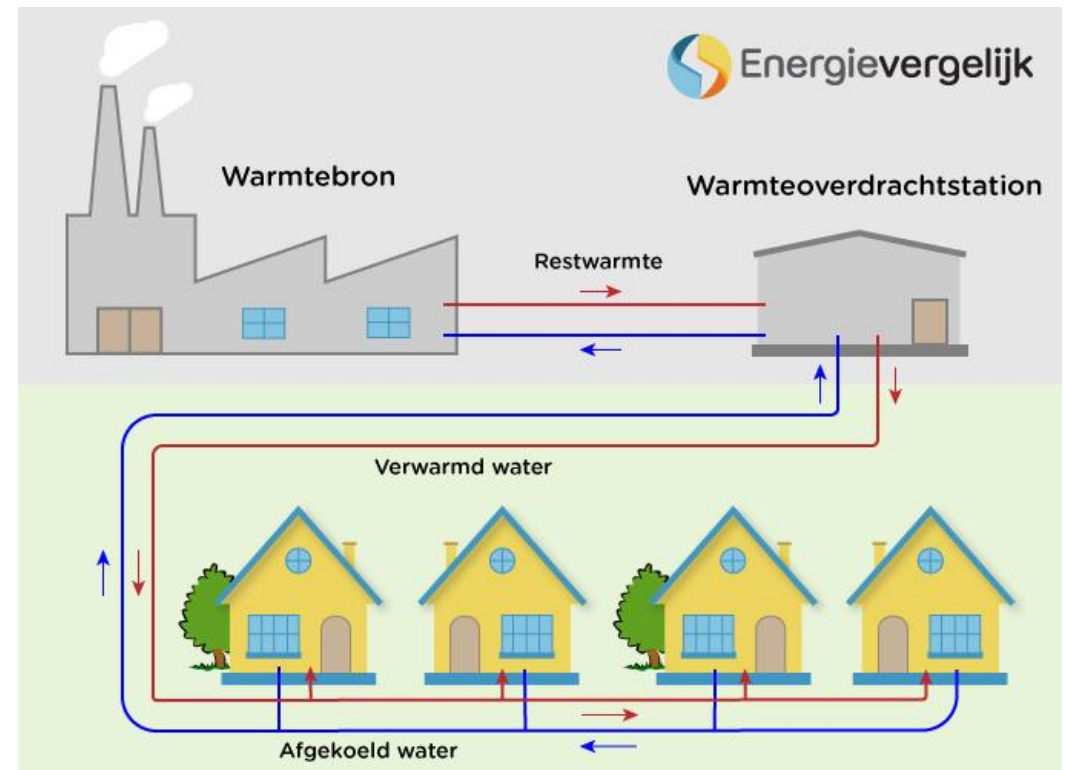 Energievergelijk
Warmtebron
Warmteoverdrachtstation
Restwarmte
Verwarmd water
Afgekoeld water